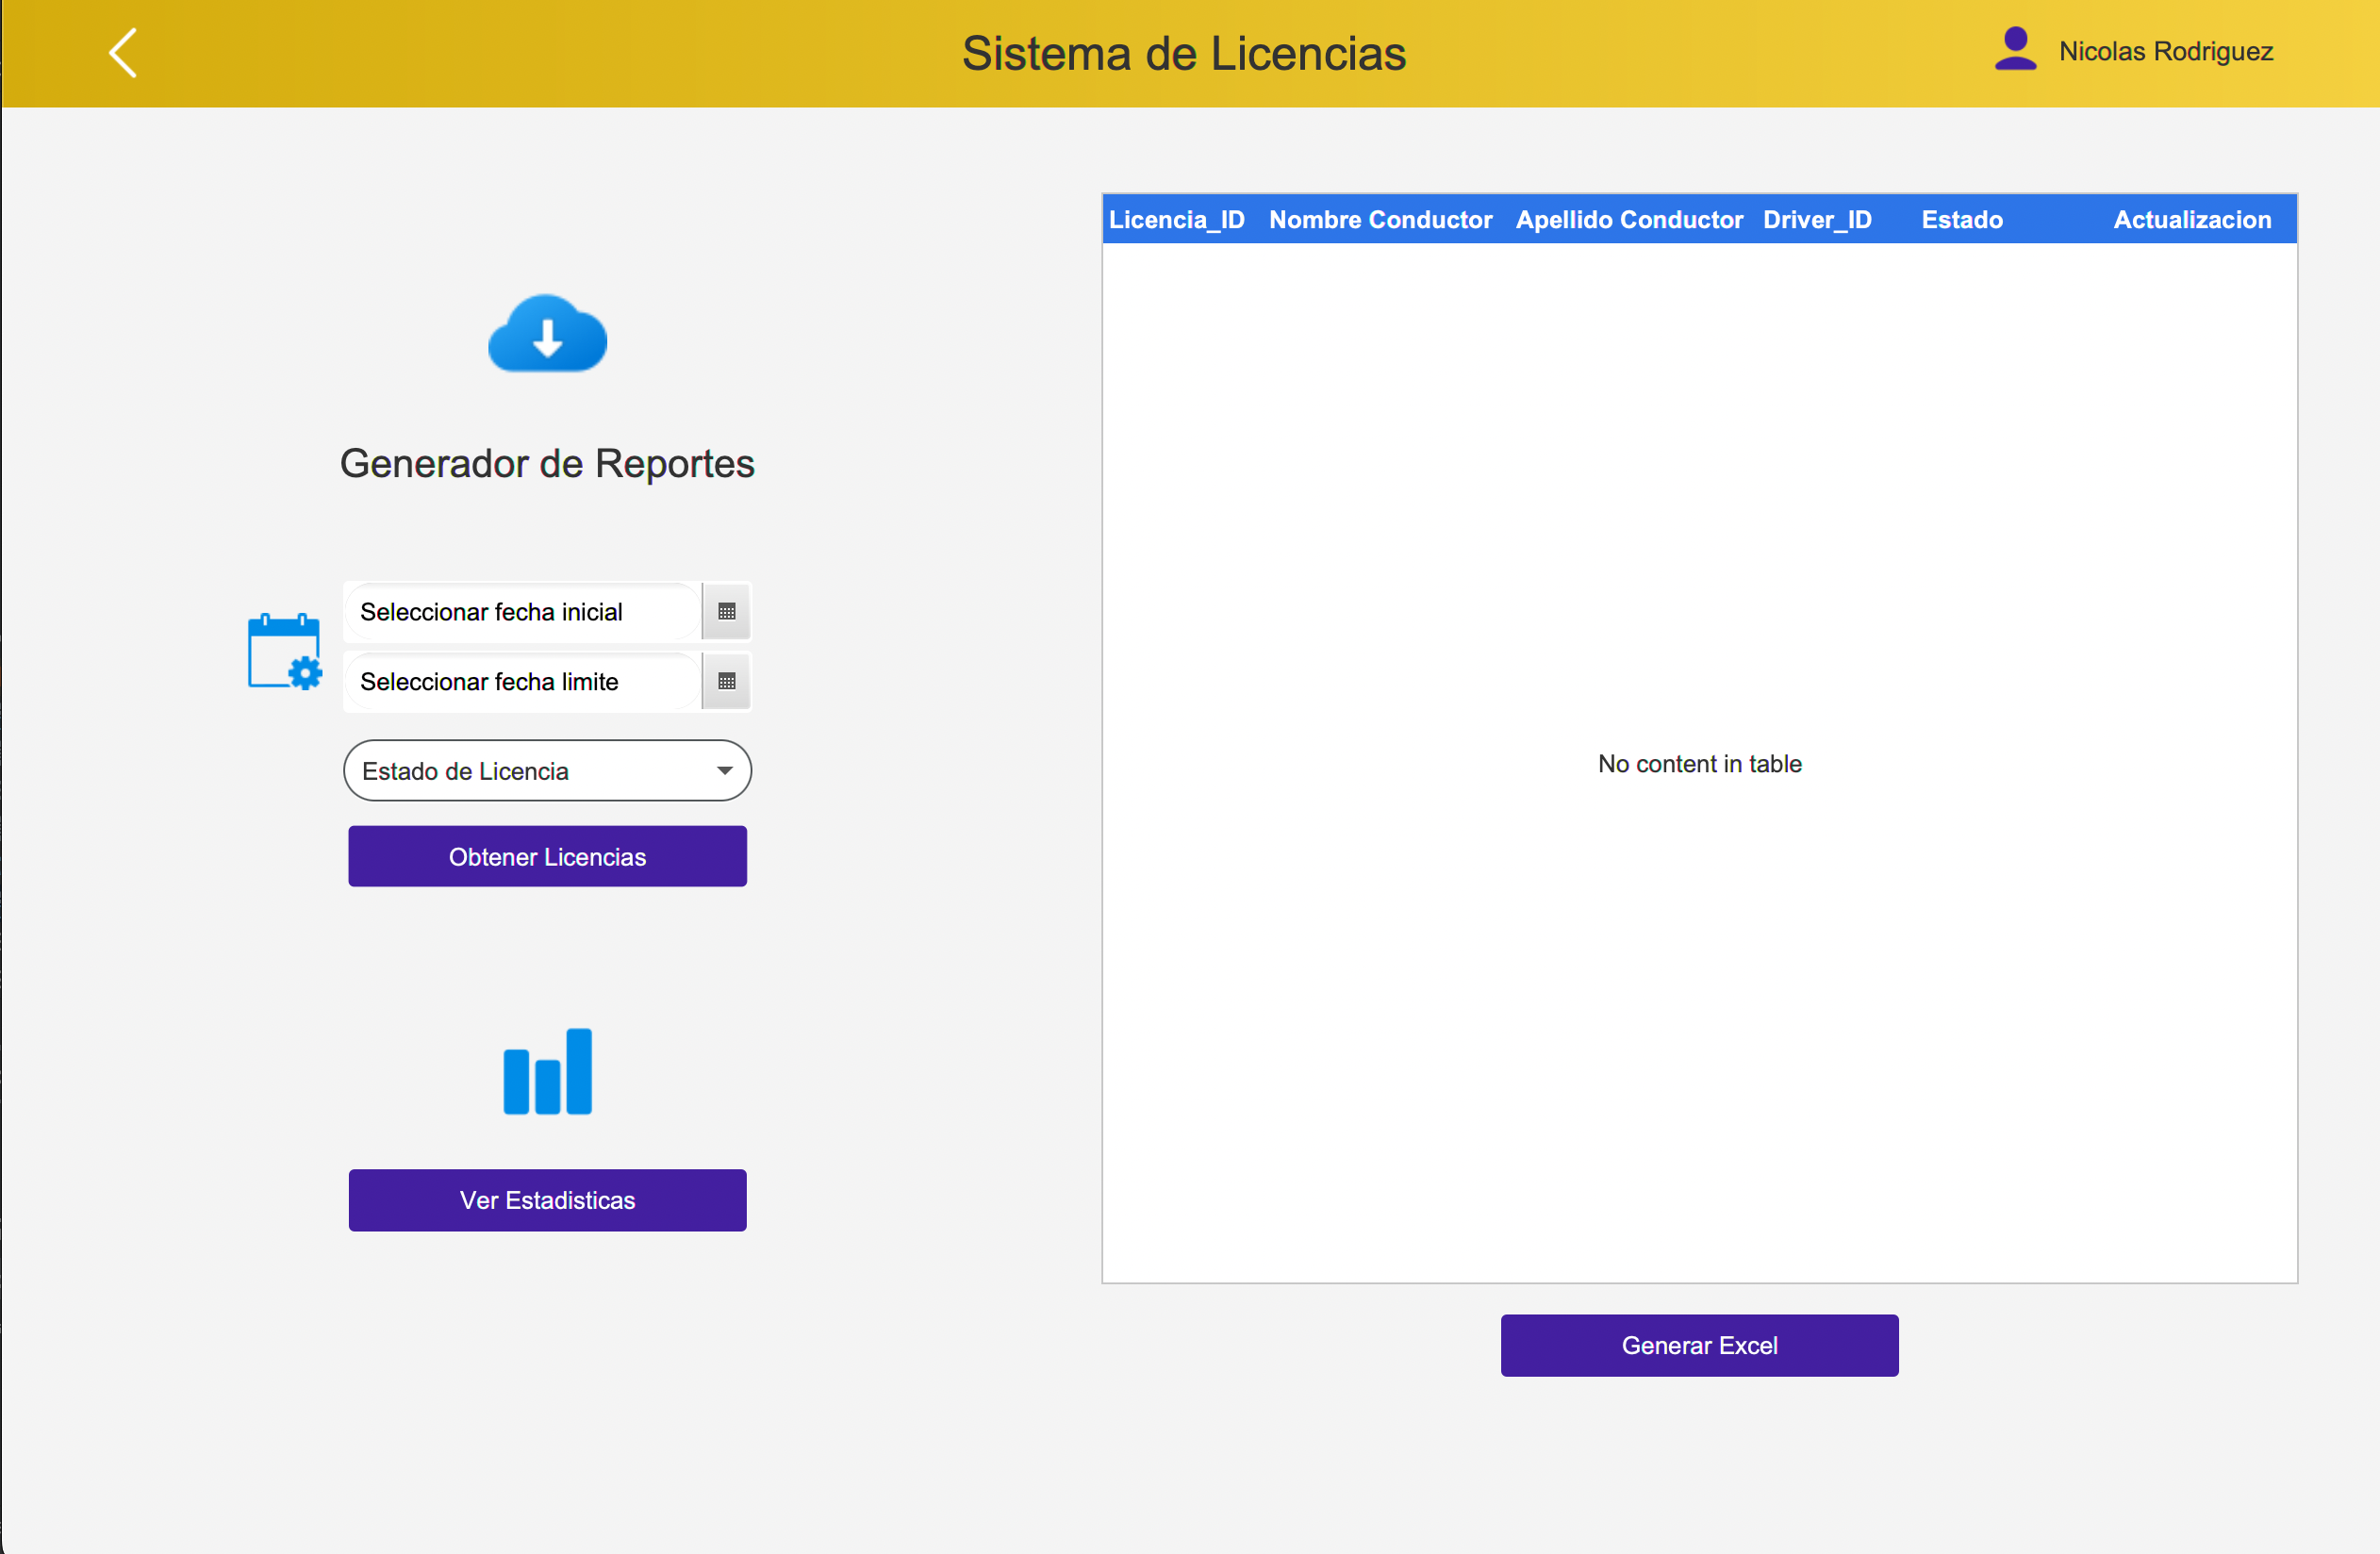 Sistema de Licencias
Nicolas Rodriguez
Generador de Reportes
Seleccionar fecha inicial
Seleccionar fecha limite
Estado de Licencia
Obtener Licencias
Ver Estadisticas
Licencia_ID Nombre Conductor Apellido Conductor Driver_ID Estado Actualizacion
No content in table
Generar Excel